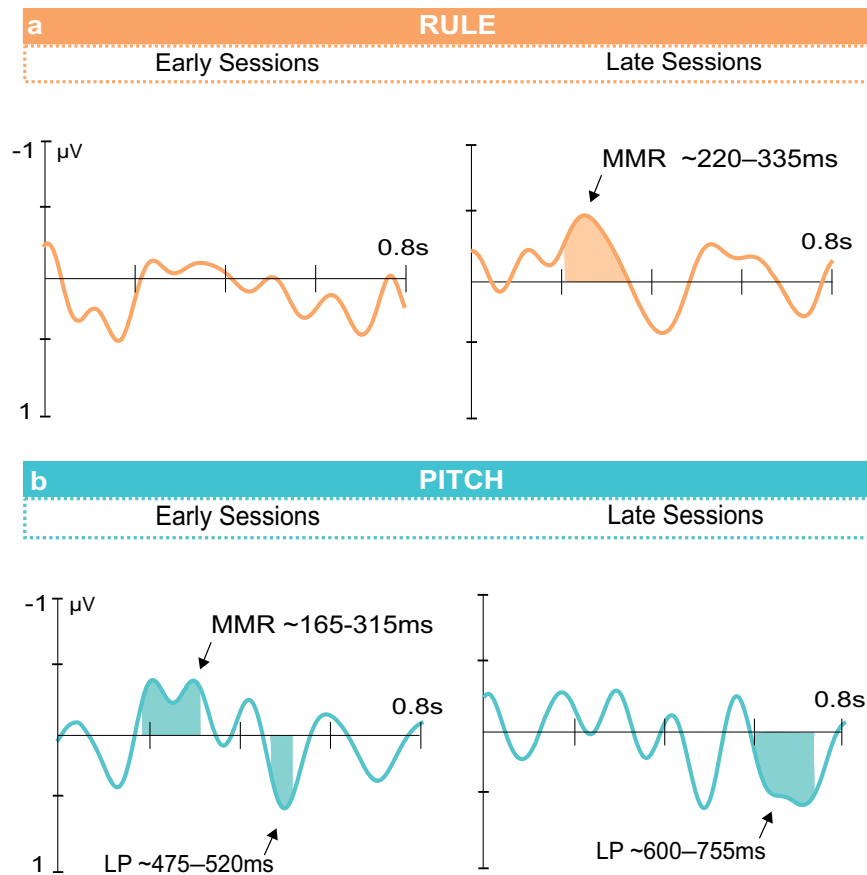 a RULE
Early Sessions Late Sessions
-1 µV
MMR ~220–335ms
0.8s 0.8s
1
b PITCH
Early Sessions Late Sessions
-1 µV
MMR ~165-315ms
0.8s 0.8s
LP ~475–520ms LP ~600–755ms
1